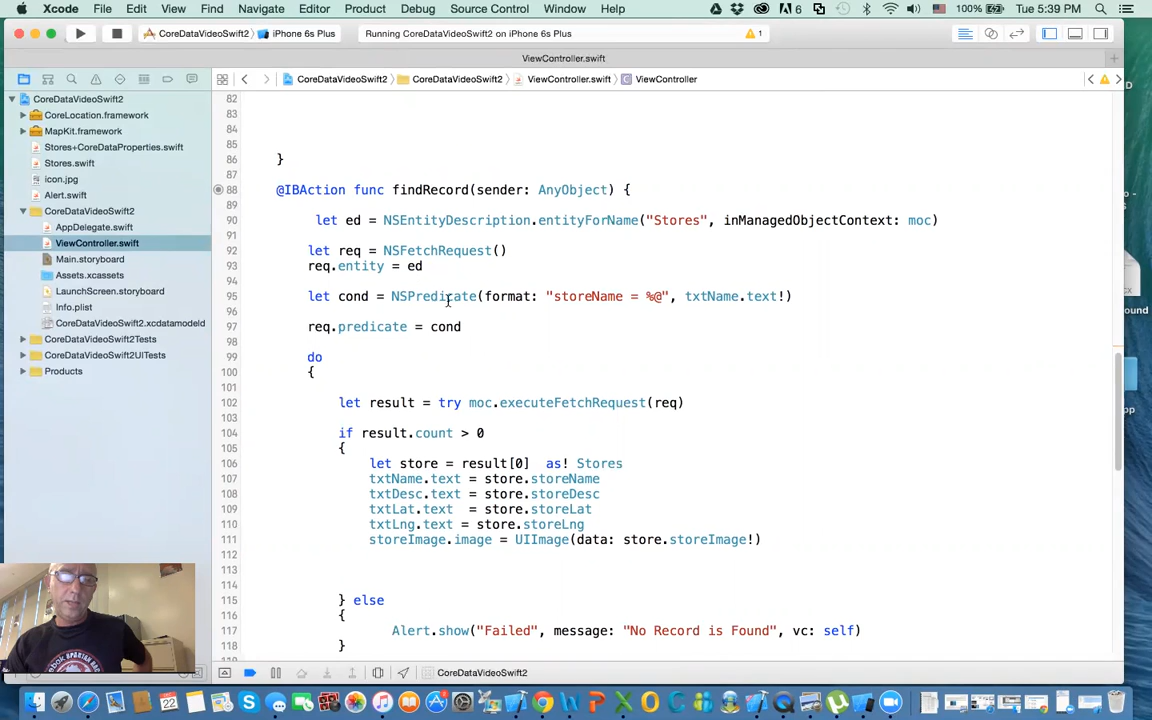 Xcode File Edit View Find Navigate Editor Product Debug Source Control Window Help 6 100% Tue 5:39 PM
CoreDataVideoSwift2 iPhone 6s Plus Running CoreDataVideoSwift2 on iPhone 6s Plus 1
ViewController.swift
CoreDataVideoSwift2 CoreDataVideoSwift2 ViewController.swift C ViewController
CoreDataVideoSwift2
CoreLocation.framework
MapKit.framework
Stores+CoreDataProperties.swift
Stores.swift
icon.jpg
Alert.swift
CoreDataVideoSwift2
AppDelegate.swift
ViewController.swift
Main.storyboard
Assets.xcassets
LaunchScreen.storyboard
Info.plist
CoreDataVideoSwift2.xcdatamodeld
CoreDataVideoSwift2Tests
CoreDataVideoSwift2UITests
Products
82
83
84
85
86 }
87
88 @IBAction func findRecord(sender: AnyObject) {
89
90 let ed = NSEntityDescription.entityForName("Stores", inManagedObjectContext: moc)
91
92 let req = NSFetchRequest()
93 req.entity = ed
94
95 let cond = NSPredicate(format: "storeName = %@", txtName.text!)
96
97 req.predicate = cond
98
99 do
100 {
101
102 let result = try moc.executeFetchRequest(req)
103
104 if result.count > 0
105 {
106 let store = result[0] as! Stores
107 txtName.text = store.storeName
108 txtDesc.text = store.storeDesc
109 txtLat.text = store.storeLat
110 txtLng.text = store.storeLng
111 storeImage.image = UIImage(data: store.storeImage!)
112
113
114
115 } else
116 {
117 Alert.show("Failed", message: "No Record is Found", vc: self)
118 }
CoreDataVideoSwift2